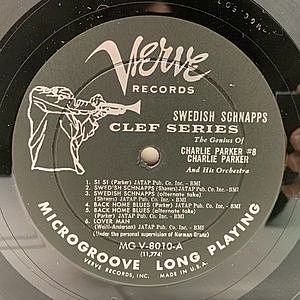 Verve
RECORDS
SWEDISH SCHNAPPS
CLEF SERIES
The Genius Of
CHARLIE PARKER #8
CHARLIE PARKER
And His Orchestra
1. SI SI (Parker) JATAP Pub. Co. Inc. - BMI
2. SWEDISH SCHNAPPS (Shavers) JATAP Pub. Co. Inc. - BMI
3. SWEDISH SCHNAPPS (alternate take)
(Shavers) JATAP Pub. Co. Inc. - BMI
4. BACK HOME BLUES (Parker) JATAP Pub. Co. Inc. - BMI
5. BACK HOME BLUES (alternate take)
(Parker) JATAP Pub. Co. Inc. - BMI
6. LOVER MAN
(Under the personal supervision of Norman Granz)
MG V-8010-A
(11,774)
MICROGROOVE LONG PLAYING
VERVE RECORDS, INC. MADE IN U.S.A.